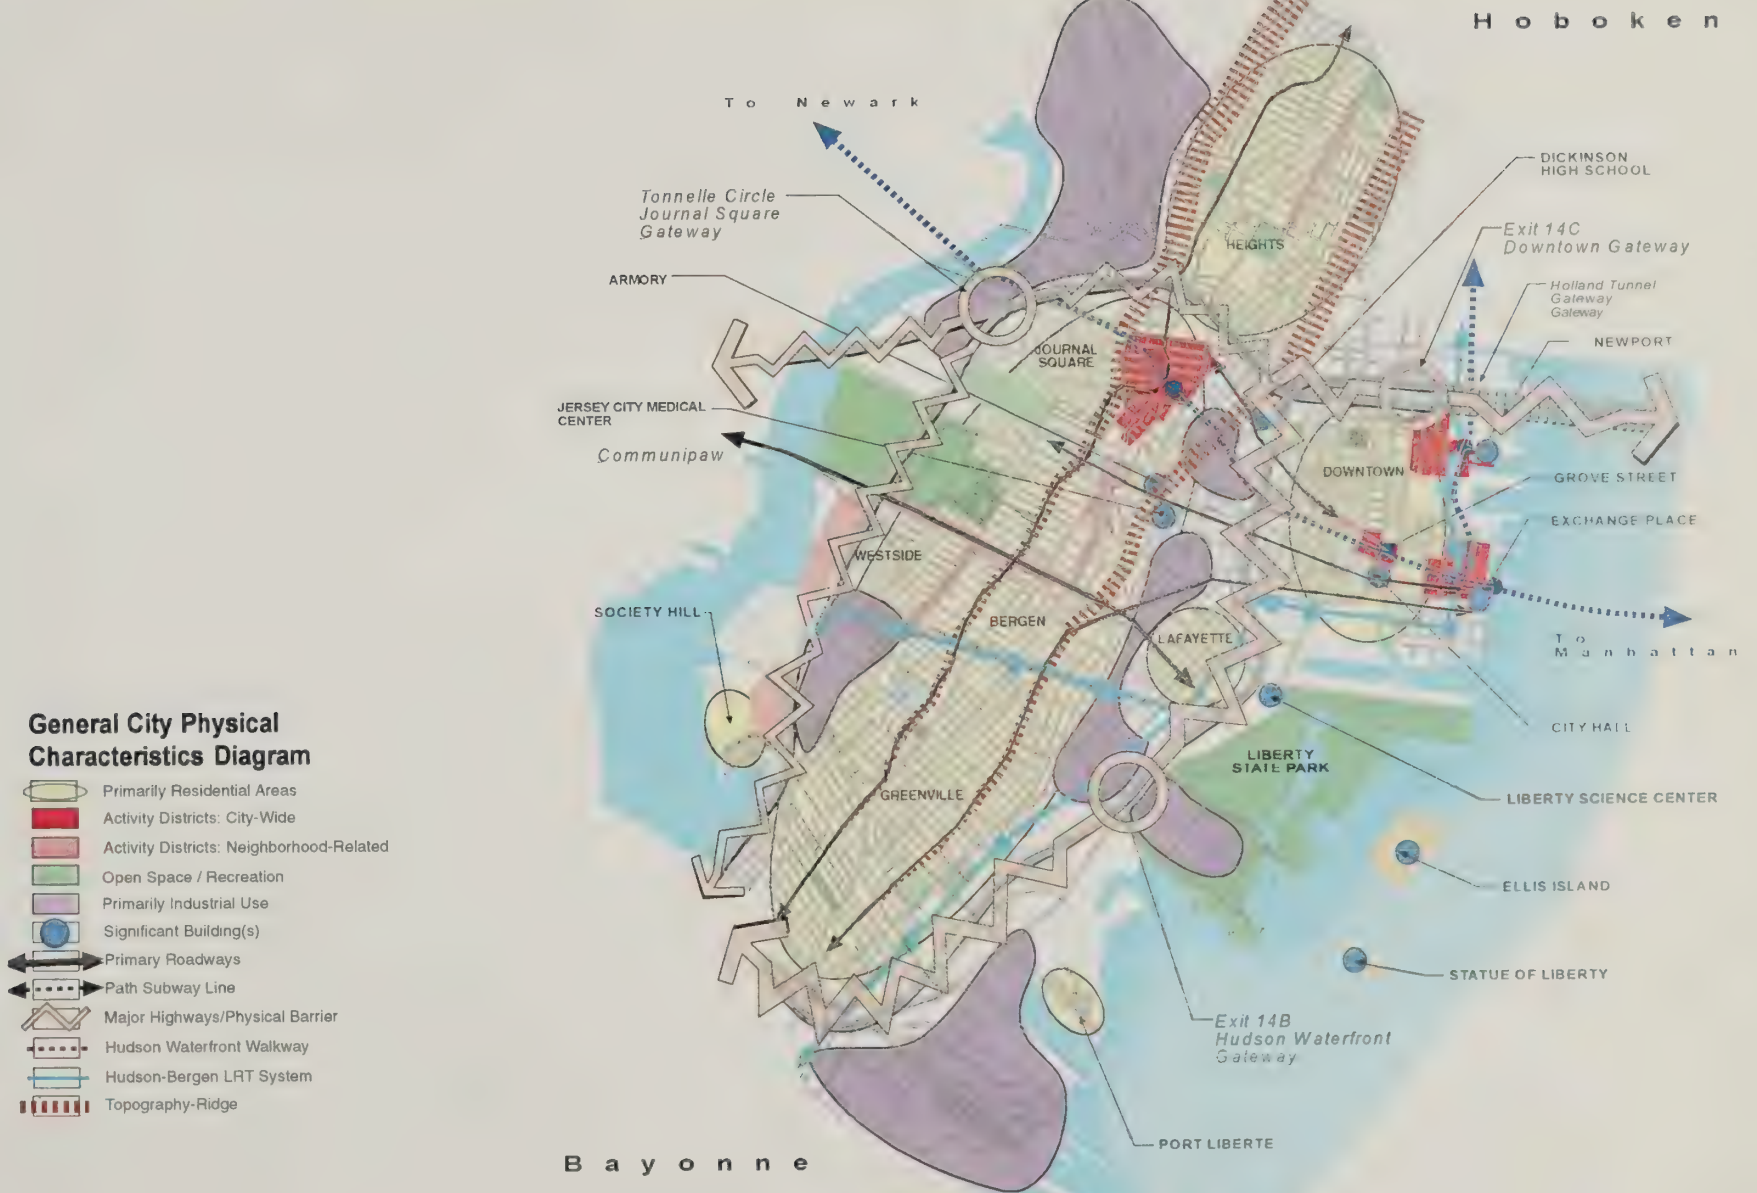 Hoboken
To Newark
DICKINSON
HIGH SCHOOL
Tonnelle Circle
Journal Square
Gateway
Exit 14C
Downtown Gateway
HEIGHTS
ARMORY
Holland Tunnel
Gateway
Gateway
NEWPORT
JOURNAL
SQUARE
JERSEY CITY MEDICAL
CENTER
Communipaw
DOWNTOWN
GROVE STREET
EXCHANGE PLACE
WESTSIDE
SOCIETY HILL
BERGEN
LAFAYETTE
To
Manhattan
CITY HALL
LIBERTY
STATE PARK
GREENVILLE
LIBERTY SCIENCE CENTER
ELLIS ISLAND
STATUE OF LIBERTY
Exit 14B
Hudson Waterfront
Gateway
PORT LIBERTE
Bayonne
General City Physical
Characteristics Diagram
Primarily Residential Areas
Activity Districts: City-Wide
Activity Districts: Neighborhood-Related
Open Space / Recreation
Primarily Industrial Use
Significant Building(s)
Primary Roadways
Path Subway Line
Major Highways/Physical Barrier
Hudson Waterfront Walkway
Hudson-Bergen LRT System
Topography-Ridge